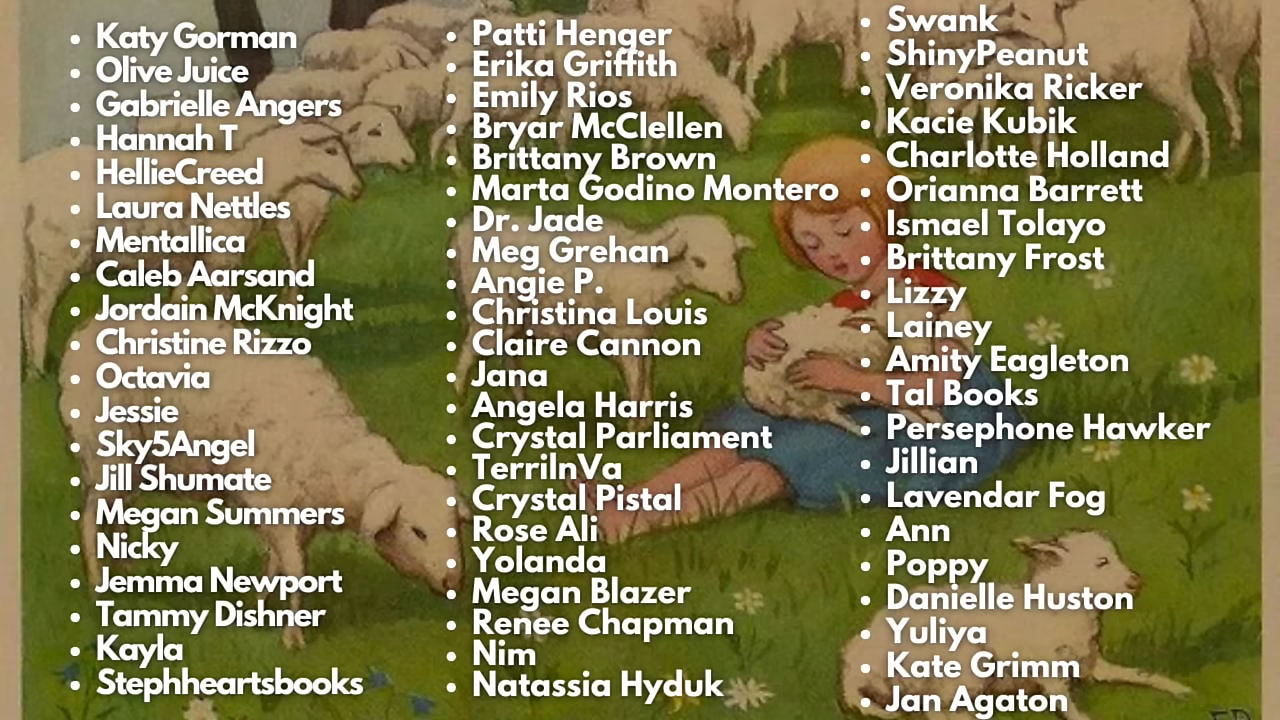 • Katy Gorman
• Olive Juice
• Gabrielle Angers
• Hannah T
• HellieCreed
• Laura Nettles
• Mentallica
• Caleb Aarsand
• Jordain McKnight
• Christine Rizzo
• Octavia
• Jessie
• Sky5Angel
• Jill Shumate
• Megan Summers
• Nicky
• Jemma Newport
• Tammy Dishner
• Kayla
• Stephheartsbooks
• Patti Henger
• Erika Griffith
• Emily Rios
• Bryar McClellen
• Brittany Brown
• Marta Godino Montero
• Dr. Jade
• Meg Grehan
• Angie P.
• Christina Louis
• Claire Cannon
• Jana
• Angela Harris
• Crystal Parliament
• TerrilnVa
• Crystal Pistal
• Rose Ali
• Yolanda
• Megan Blazer
• Renee Chapman
• Nim
• Natassia Hyduk
• Swank
• ShinyPeanut
• Veronika Ricker
• Kacie Kubik
• Charlotte Holland
• Orianna Barrett
• Ismael Tolayo
• Brittany Frost
• Lizzy
• Lainey
• Amity Eagleton
• Tal Books
• Persephone Hawker
• Jillian
• Lavendar Fog
• Ann
• Poppy
• Danielle Huston
• Yuliya
• Kate Grimm
• Jan Agaton